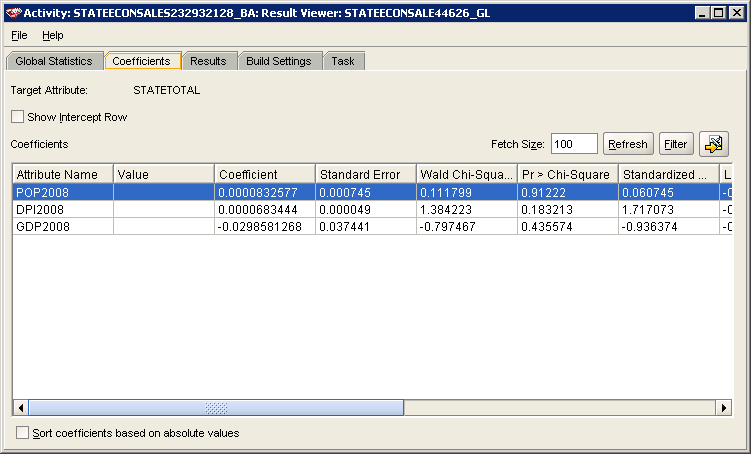 Activity: STATEECONSALES232932128_BA: Result Viewer: STATEECONSALE44626_GL
File Help
Global Statistics Coefficients Results Build Settings Task
Target Attribute: STATETOTAL
Show Intercept Row
Coefficients Fetch Size: 100 Refresh Filter
Attribute Name Value Coefficient Standard Error Wald Chi-Squa... Pr > Chi-Square Standardized ... L
POP2008 0.0000832577 0.000745 0.111799 0.91222 0.060745 -0
DPI2008 0.0000683444 0.000049 1.384223 0.183213 1.717073 -0
GDP2008 -0.0298581268 0.037441 -0.797467 0.435574 -0.936374 -0
Sort coefficients based on absolute values